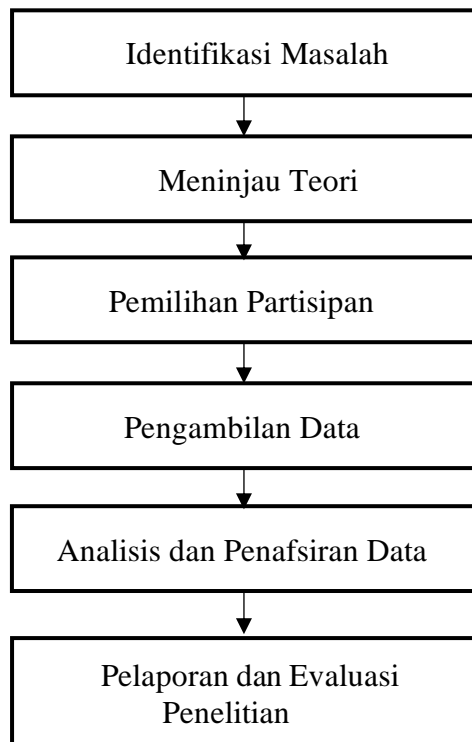 Identifikasi Masalah
Meninjau Teori
Pemilihan Partisipan
Pengambilan Data
Analisis dan Penafsiran Data
Pelaporan dan Evaluasi
Penelitian